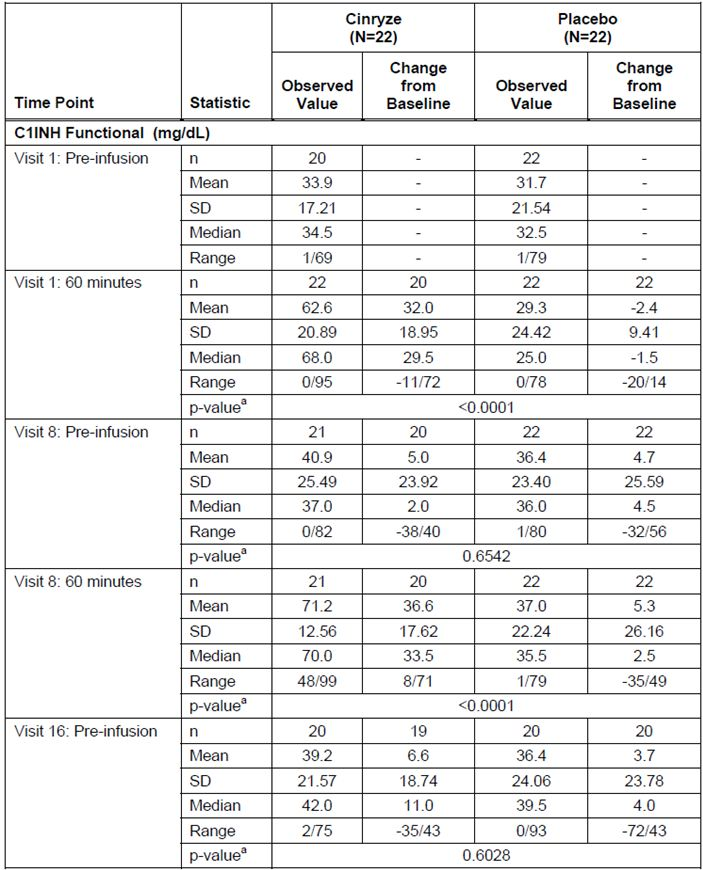 Cinryze Placebo
(N=22) (N=22)
Change Change
Observed from Observed from
Time Point Statistic Value Baseline Value Baseline
C1INH Functional (mg/dL)
Visit 1: Pre-infusion n 20 - 22 -
Mean 33.9 - 31.7 -
SD 17.21 - 21.54 -
Median 34.5 - 32.5 -
Range 1/69 - 1/79 -
Visit 1: 60 minutes n 22 20 22 22
Mean 62.6 32.0 29.3 -2.4
SD 20.89 18.95 24.42 9.41
Median 68.0 29.5 25.0 -1.5
Range 0/95 -11/72 0/78 -20/14
p-valueª <0.0001
Visit 8: Pre-infusion n 21 20 22 22
Mean 40.9 5.0 36.4 4.7
SD 25.49 23.92 23.40 25.59
Median 37.0 2.0 36.0 4.5
Range 0/82 -38/40 1/80 -32/56
p-valueª 0.6542
Visit 8: 60 minutes n 21 20 22 22
Mean 71.2 36.6 37.0 5.3
SD 12.56 17.62 22.24 26.16
Median 70.0 33.5 35.5 2.5
Range 48/99 8/71 1/79 -35/49
p-valueª <0.0001
Visit 16: Pre-infusion n 20 19 20 20
Mean 39.2 6.6 36.4 3.7
SD 21.57 18.74 24.06 23.78
Median 42.0 11.0 39.5 4.0
Range 2/75 -35/43 0/93 -72/43
p-valueª 0.6028